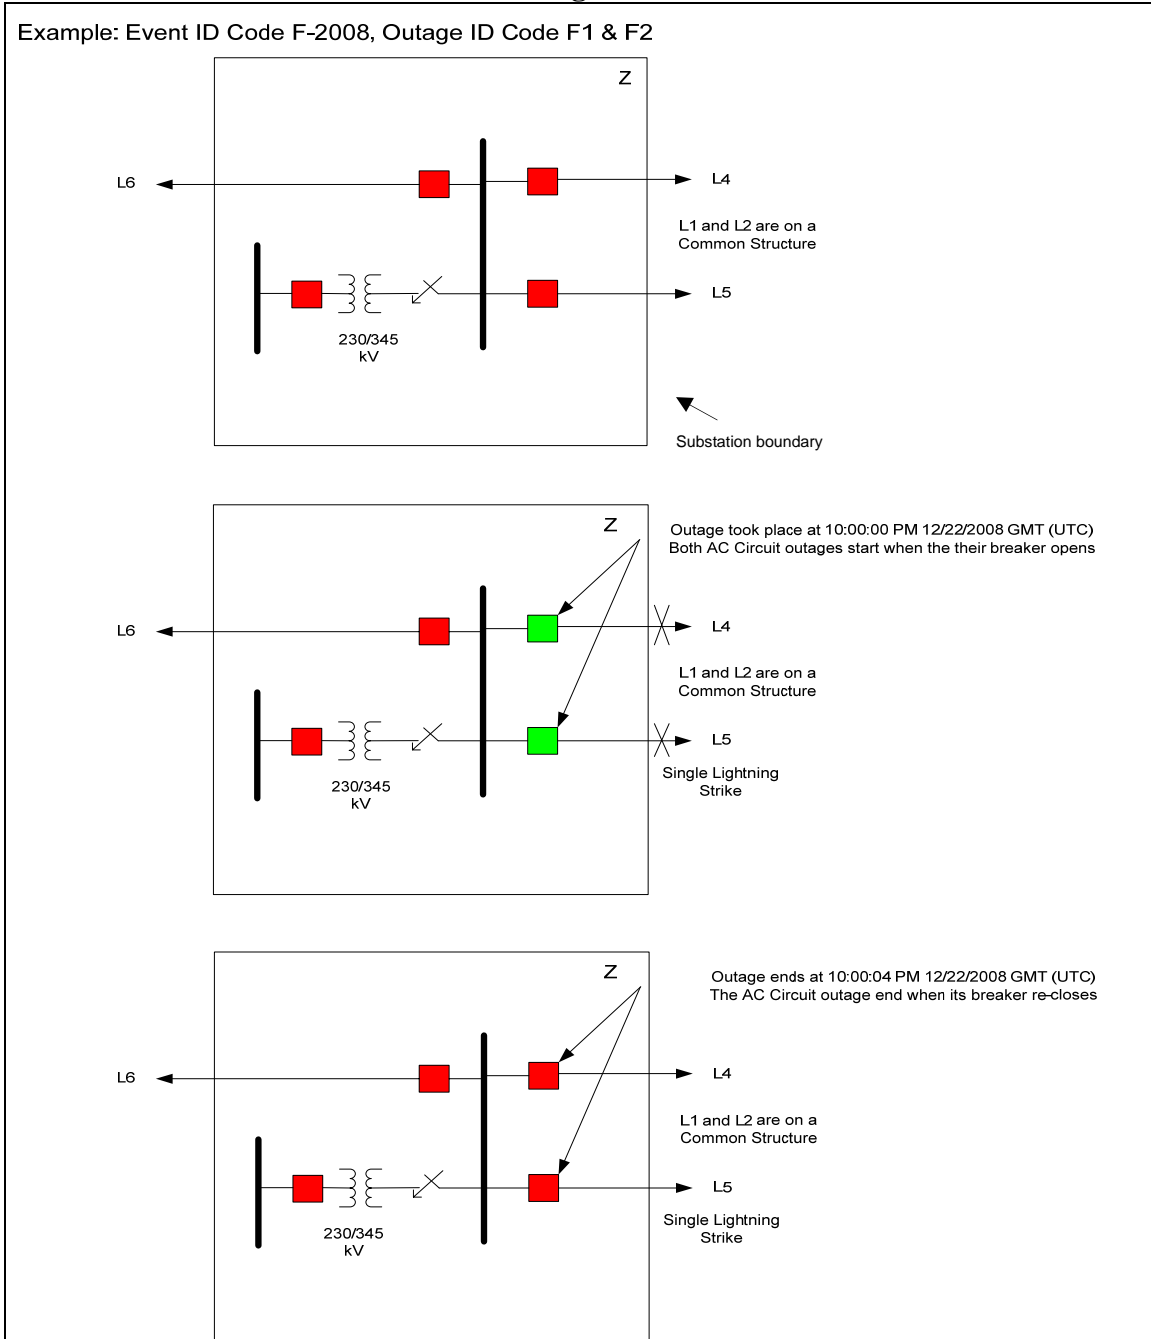 Example: Event ID Code F-2008, Outage ID Code F1 & F2
Z
L6
L4
L1 and L2 are on a
Common Structure
L5
230/345
kV
Substation boundary
Z
Outage took place at 10:00:00 PM 12/22/2008 GMT (UTC)
Both AC Circuit outages start when the their breaker opens
L6
L4
L1 and L2 are on a
Common Structure
L5
Single Lightning
Strike
230/345
kV
Z
Outage ends at 10:00:04 PM 12/22/2008 GMT (UTC)
The AC Circuit outage end when its breaker re-closes
L6
L4
L1 and L2 are on a
Common Structure
L5
Single Lightning
Strike
230/345
kV